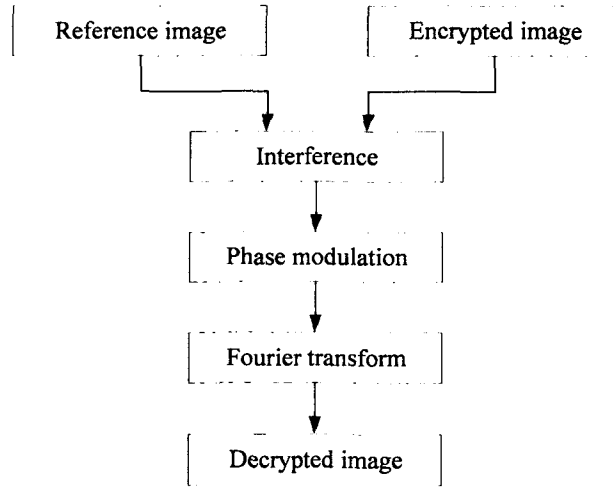 Reference image
Encrypted image
Interference
Phase modulation
Fourier transform
Decrypted image